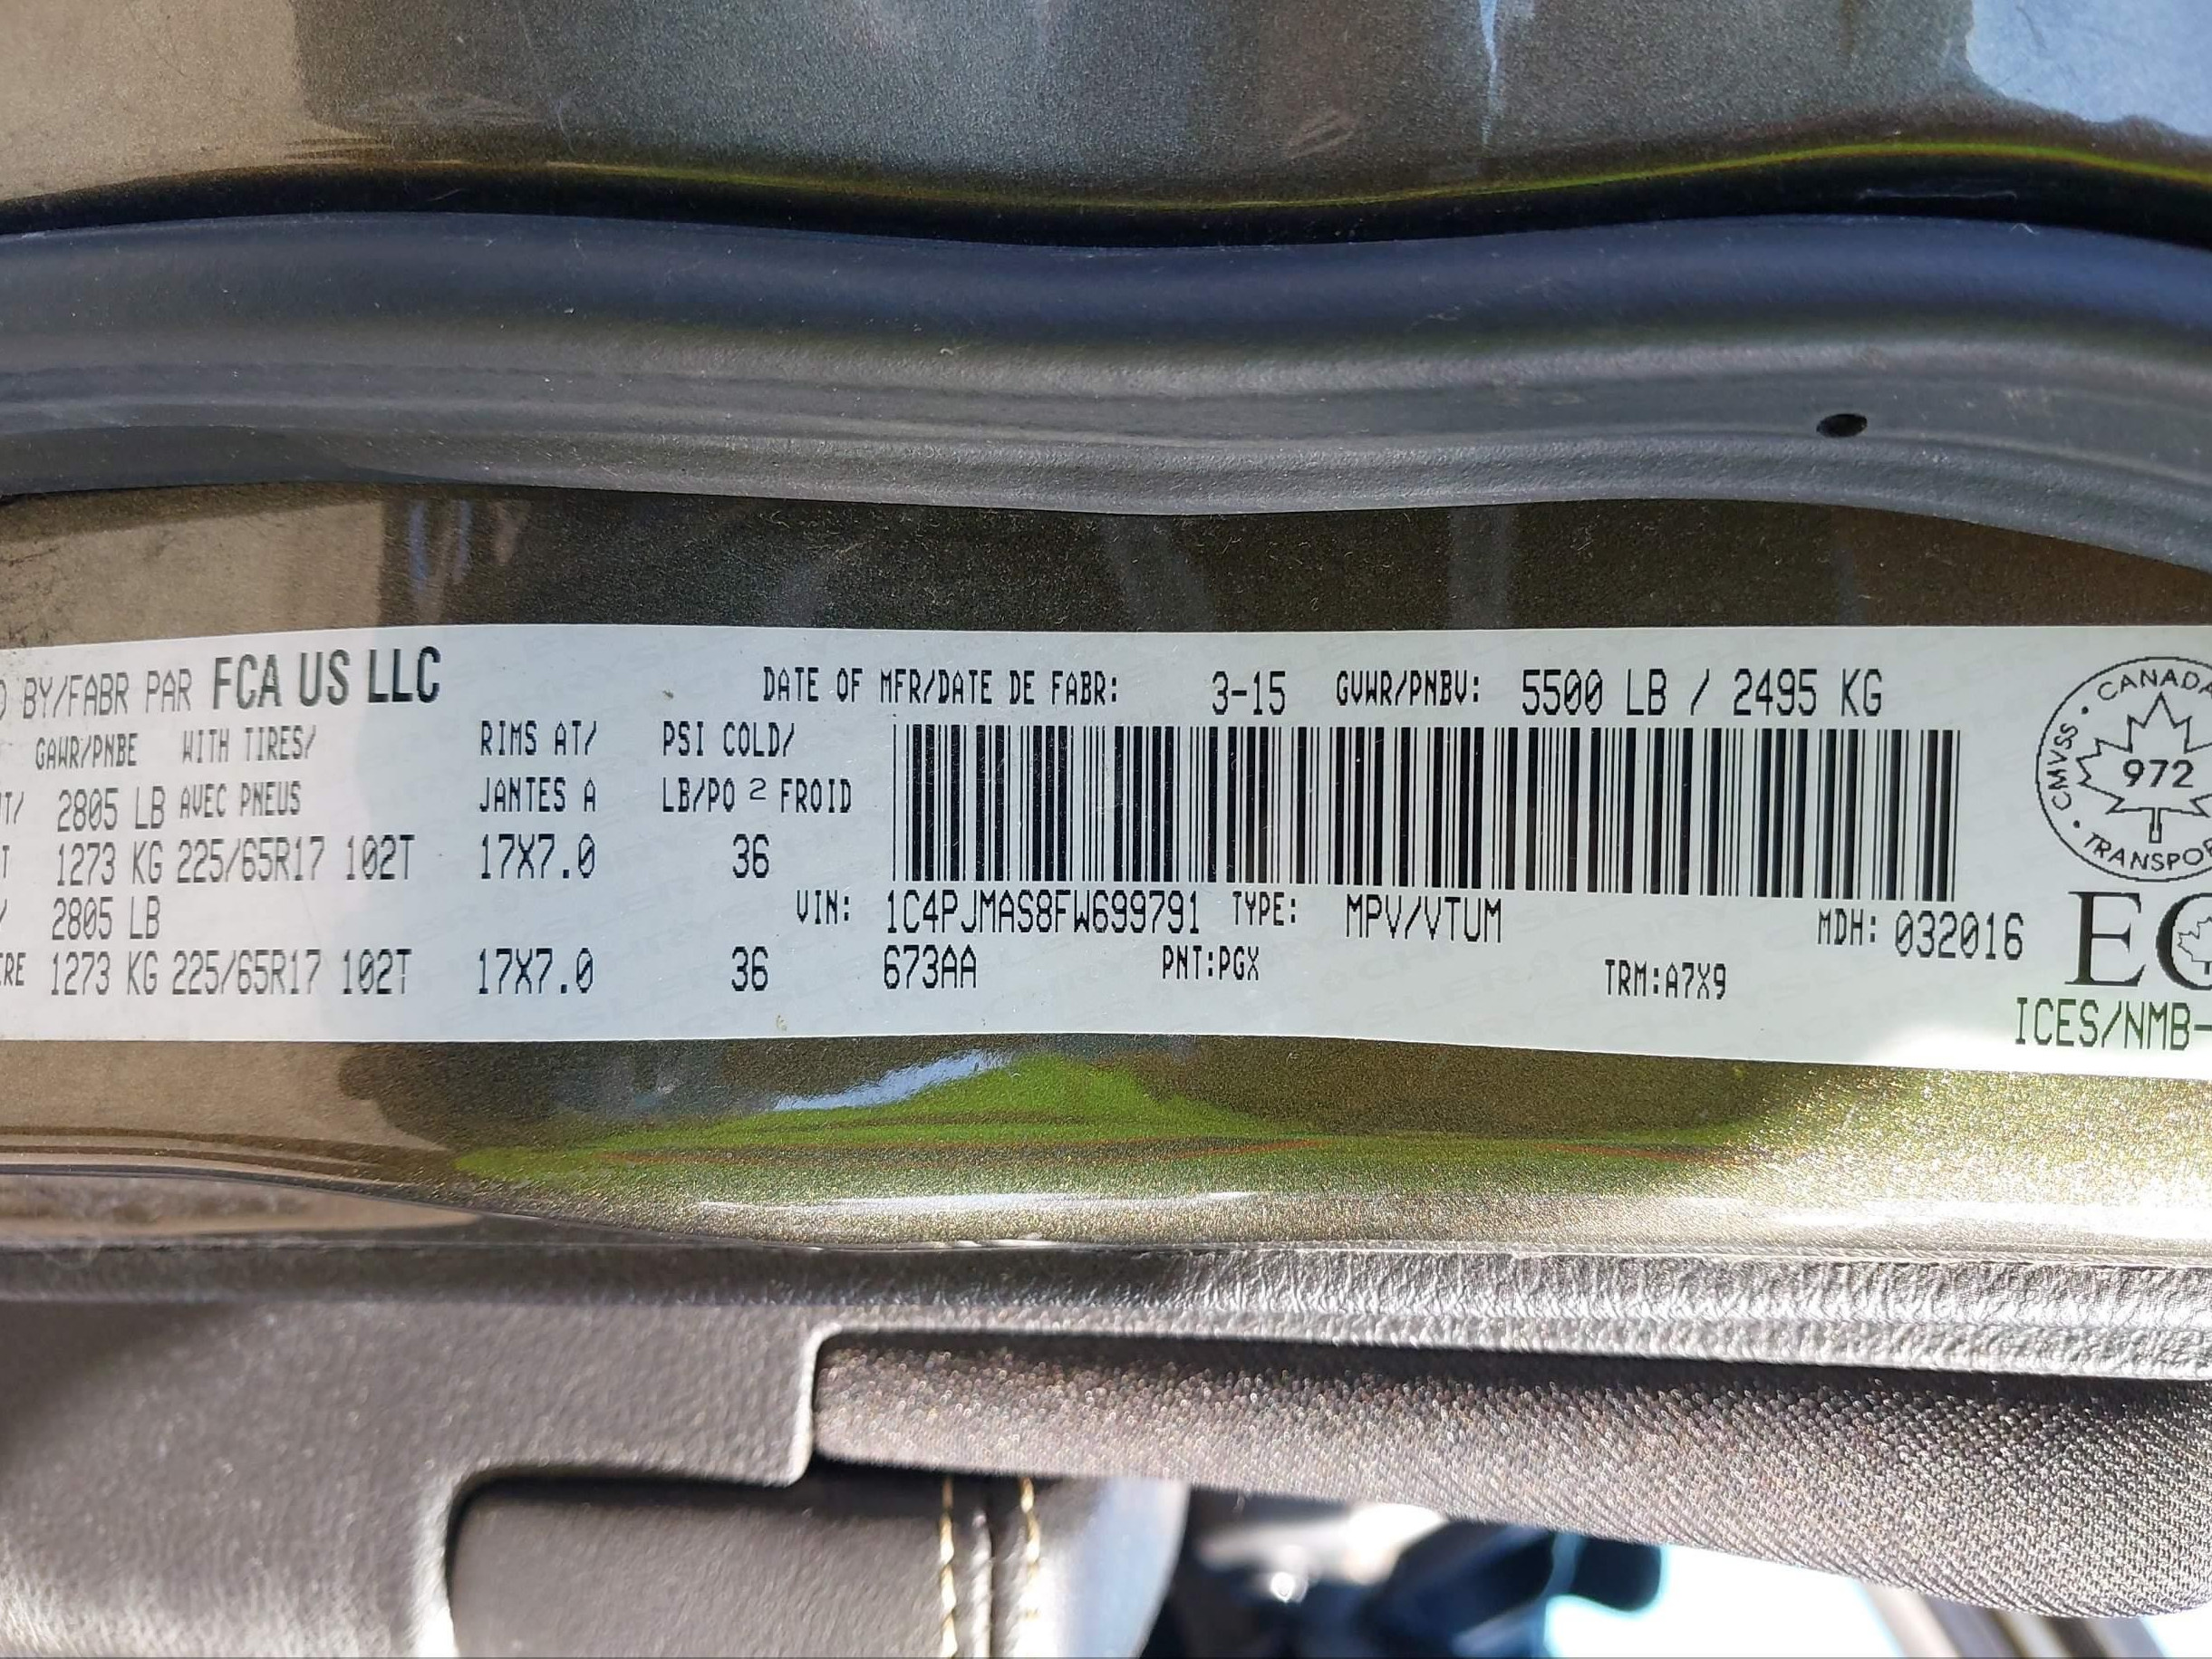 BY/FABR PAR FCA US LLC DATE OF MFR/DATE DE FABR: 3-15 GVWR/PNBV: 5500 LB / 2495 KG
GAWR/PNBE WITH TIRES/ RIMS AT/ PSI COLD/
2805 LB AVEC PNEUS JANTES A LB/PO 2 FROID
1273 KG 225/65R17 102T 17X7.0 36
2805 LB VIN: 1C4PJMAS8FW699791 TYPE: MPV/VTUM MDH: 032016
1273 KG 225/65R17 102T 17X7.0 36 673AA PNT:PGX TRM:A7X9
CANADA
CMVSS
972
TRANSPOR
EC
ICES/NMB-